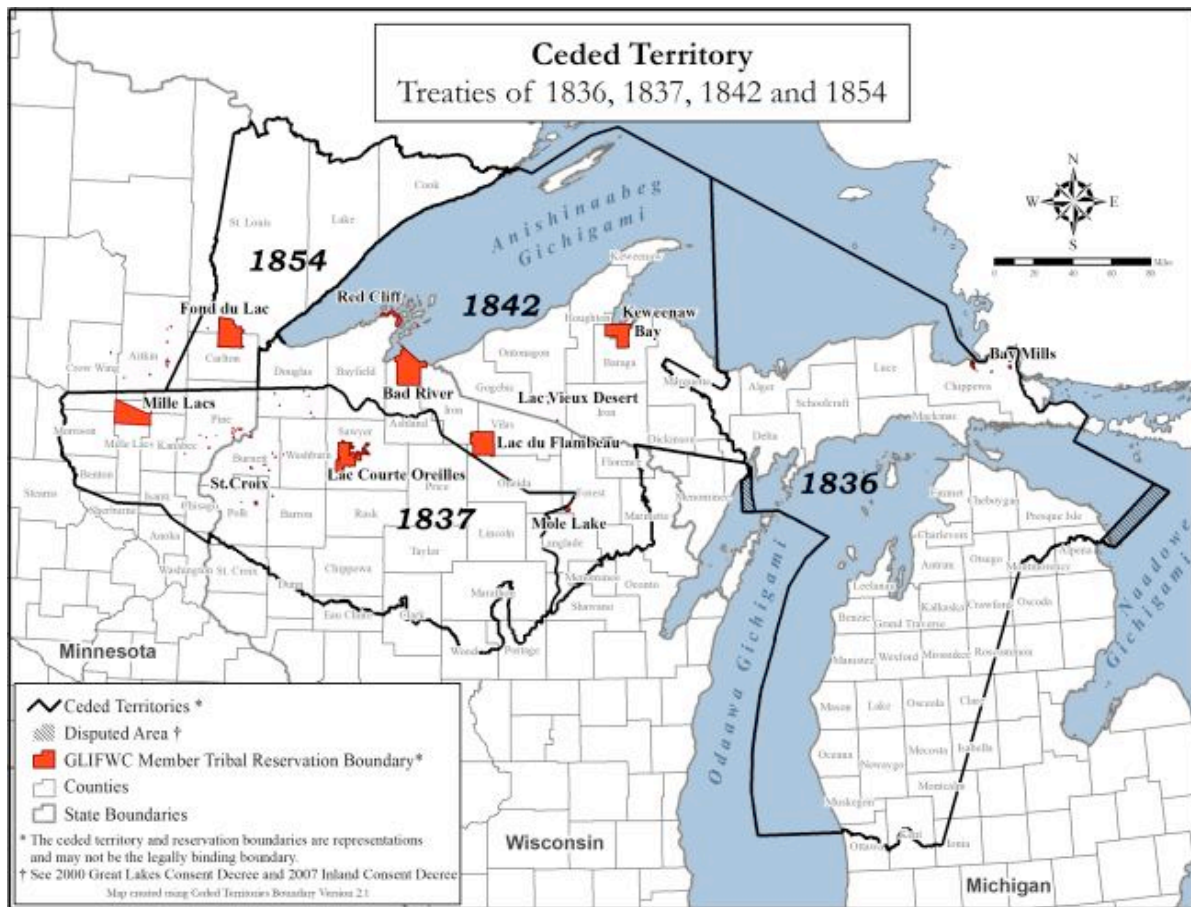 Ceded Territory
Treaties of 1836, 1837, 1842 and 1854
N
W E
S
0 20 40 60 80 Miles
Cook
Lake
St. Louis
1854
Anishinaabeg
Gichigami
Keweenaw
Red Cliff
1842
Fond du Lac
Houghton
Keweenaw
Bay
Ontonagon
Baraga
Bay Mills
Aitkin
Carlton
Crow Wing
Douglas
Bayfield
Gogebic
Marquette
Alger
Luce
Chippewa
Schoolcraft
Mackinac
Bad River
Lac Vieux Desert
Iron
Iron
Mille Lacs
Pine
Ashland
Vilas
Dickinson
Delta
Morrison
Mille Lacs
Kanabec
Sawyer
Lac du Flambeau
Florence
Burnett
Washburn
Benton
Lac Courte Oreilles
Oneida
Forest
Menominee
1836
Emmet
Cheboygan
Stearns
Isanti
St.Croix
Price
Presque Isle
Sherburne
Chisago
Polk
Barron
Rusk
1837
Lincoln
Mole Lake
Marinette
Charlevoix
Anoka
Langlade
Antrim
Otsego
Montmorency
Alpena
Taylor
Washington
St. Croix
Dunn
Chippewa
Menominee
Oconto
Leelanau
Marathon
Shawano
Benzie
Grand Traverse
Kalkaska
Crawford
Oscoda
Eau Claire
Clark
Wood
Portage
Manistee
Wexford
Missaukee
Roscommon
Odaawa Gichigami
Naadowe
Gichigami
Minnesota
Mason
Lake
Osceola
Clare
Oceana
Newaygo
Mecosta
Isabella
Montcalm
Muskegon
Ottawa
Kent
Ionia
Wisconsin
Michigan
Ceded Territories *
Disputed Area †
GLIFWC Member Tribal Reservation Boundary*
Counties
State Boundaries
* The ceded territory and reservation boundaries are representations
and may not be the legally binding boundary.
† See 2000 Great Lakes Consent Decree and 2007 Inland Consent Decree
Map created using Ceded Territories Boundary Version 2.1